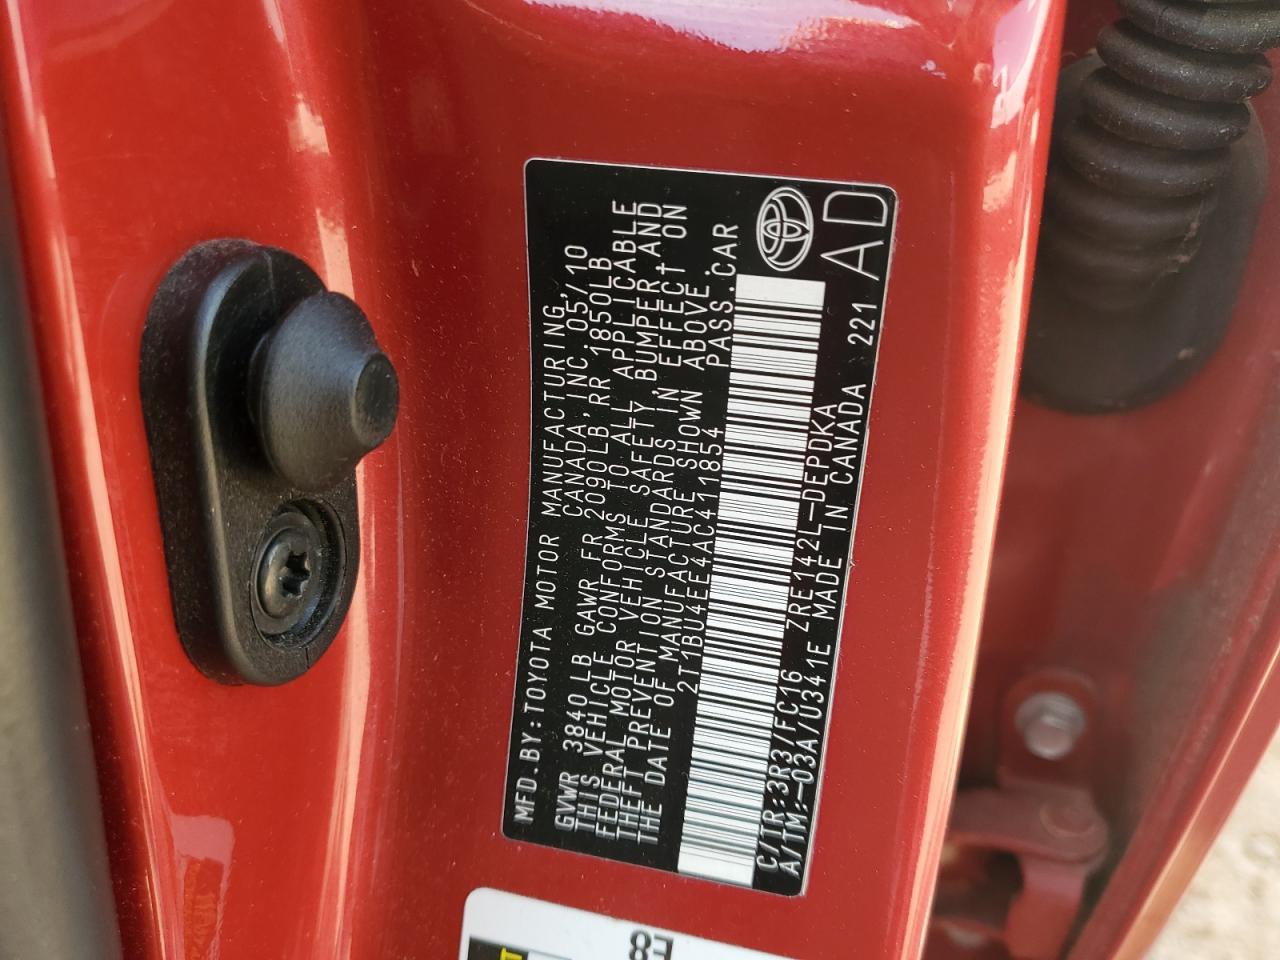 MFD.BY:TOYOTA MOTOR MANUFACTURING,
CANADA,INC. 05/10
GVWR 3840 LB GAWR FR 2090LB RR 1850LB
THIS VEHICLE CONFORMS TO ALL APPLICABLE
FEDERAL MOTOR VEHICLE SAFETY,BUMPER,AND
THEFT PREVENTION STANDARDS IN EFFECT ON
THE DATE OF MANUFACTURE SHOWN ABOVE.
2T1BU4EE4AC411854 PASS.CAR
C/TR:3R3/FC16 ZRE142L-DEPDKA
A/TM:-03A/U341E MADE IN CANADA 221
AD